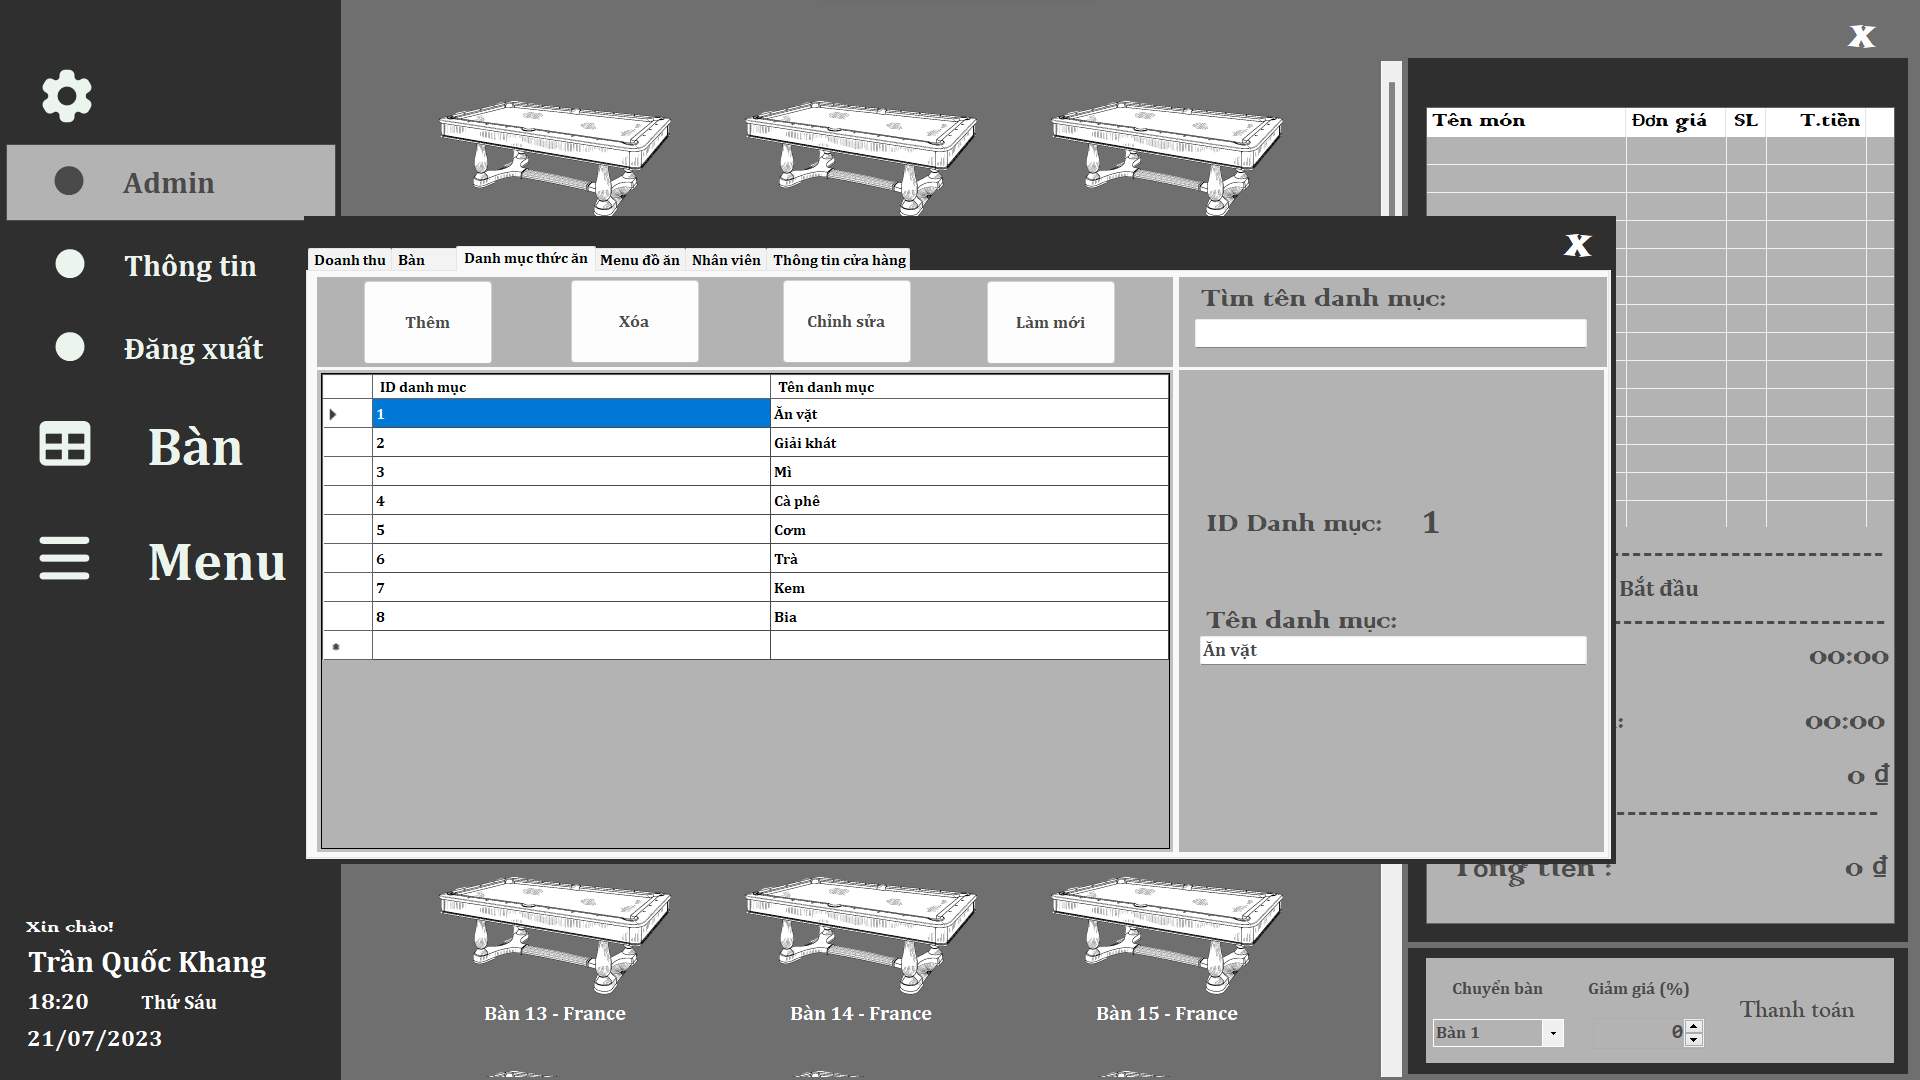 x
Admin
Thông tin
Đăng xuất
Bàn
Menu
Xin chào!
Trần Quốc Khang
18:20 Thứ Sáu
21/07/2023
x
Doanh thu Bàn Danh mục thức ăn Menu đồ ăn Nhân viên Thông tin cửa hàng
Thêm Xóa Chỉnh sửa Làm mới
Tìm tên danh mục:
ID danh mục Tên danh mục
1 Ăn vặt
2 Giải khát
3 Mì
4 Cà phê
5 Cơm
6 Trà
7 Kem
8 Bia
ID Danh mục: 1
Tên danh mục:
Ăn vặt
Bàn 13 - France Bàn 14 - France Bàn 15 - France
Tên món Đơn giá SL T.tiền
Bắt đầu
00:00
: 00:00
0 ₫
Tổng tiền : 0 ₫
Chuyển bàn Giảm giá (%)
Bàn 1 0
Thanh toán